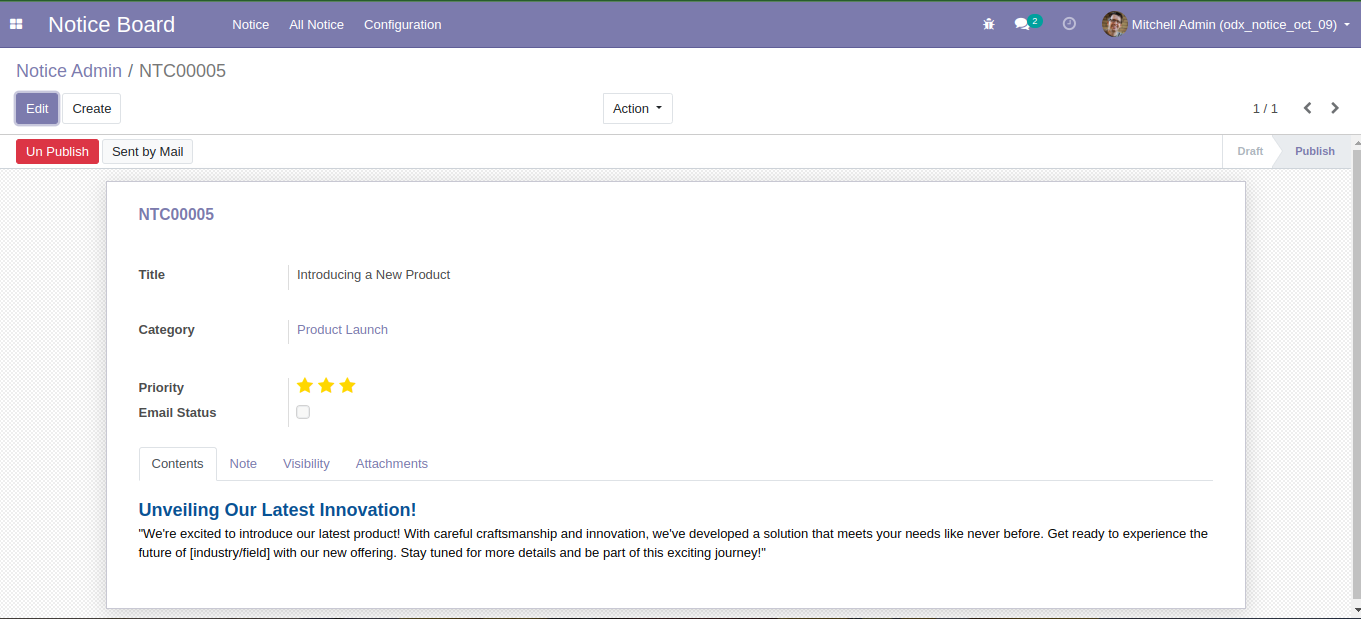 Notice Board Notice All Notice Configuration 2 Mitchell Admin (odx_notice_oct_09)
Notice Admin / NTC00005
Edit Create Action 1 / 1
Un Publish Sent by Mail Draft Publish
NTC00005
Title Introducing a New Product
Category Product Launch
Priority
Email Status
Contents Note Visibility Attachments
Unveiling Our Latest Innovation!
"We're excited to introduce our latest product! With careful craftsmanship and innovation, we've developed a solution that meets your needs like never before. Get ready to experience the
future of [industry/field] with our new offering. Stay tuned for more details and be part of this exciting journey!"